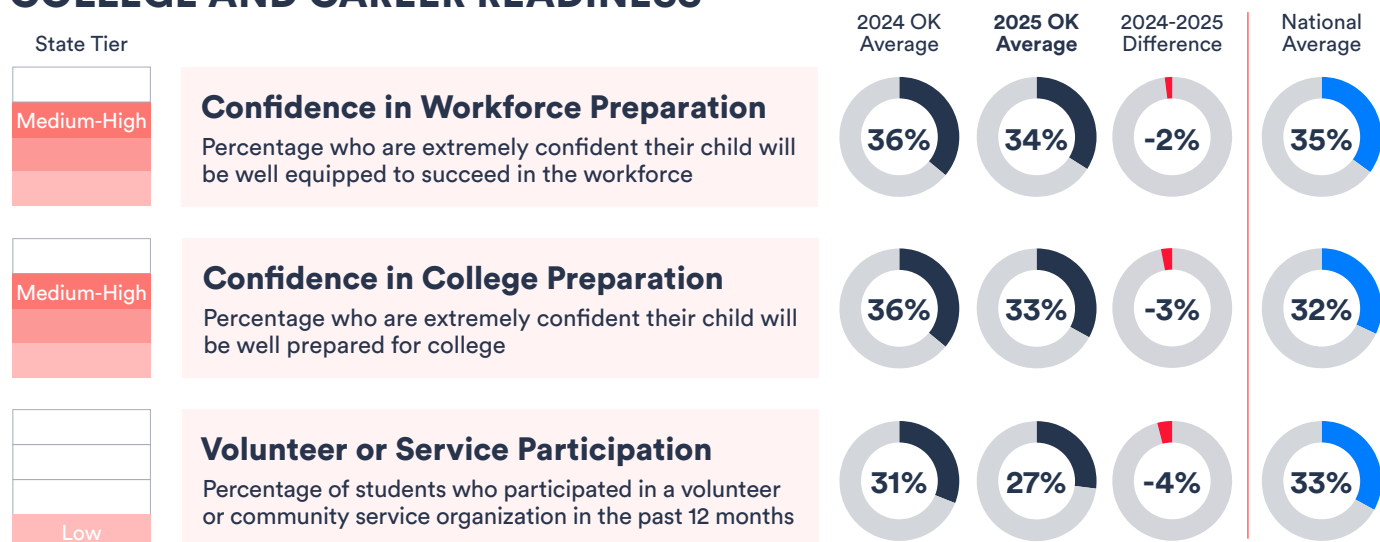 COLLEGE AND CAREER READINESS
State Tier
2024 OK
Average
2025 OK
Average
2024-2025
Difference
National
Average
Medium-High
Confidence in Workforce Preparation
Percentage who are extremely confident their child will
be well equipped to succeed in the workforce
36%
34%
-2%
35%
Medium-High
Confidence in College Preparation
Percentage who are extremely confident their child will
be well prepared for college
36%
33%
-3%
32%
Low
Volunteer or Service Participation
Percentage of students who participated in a volunteer
or community service organization in the past 12 months
31%
27%
-4%
33%